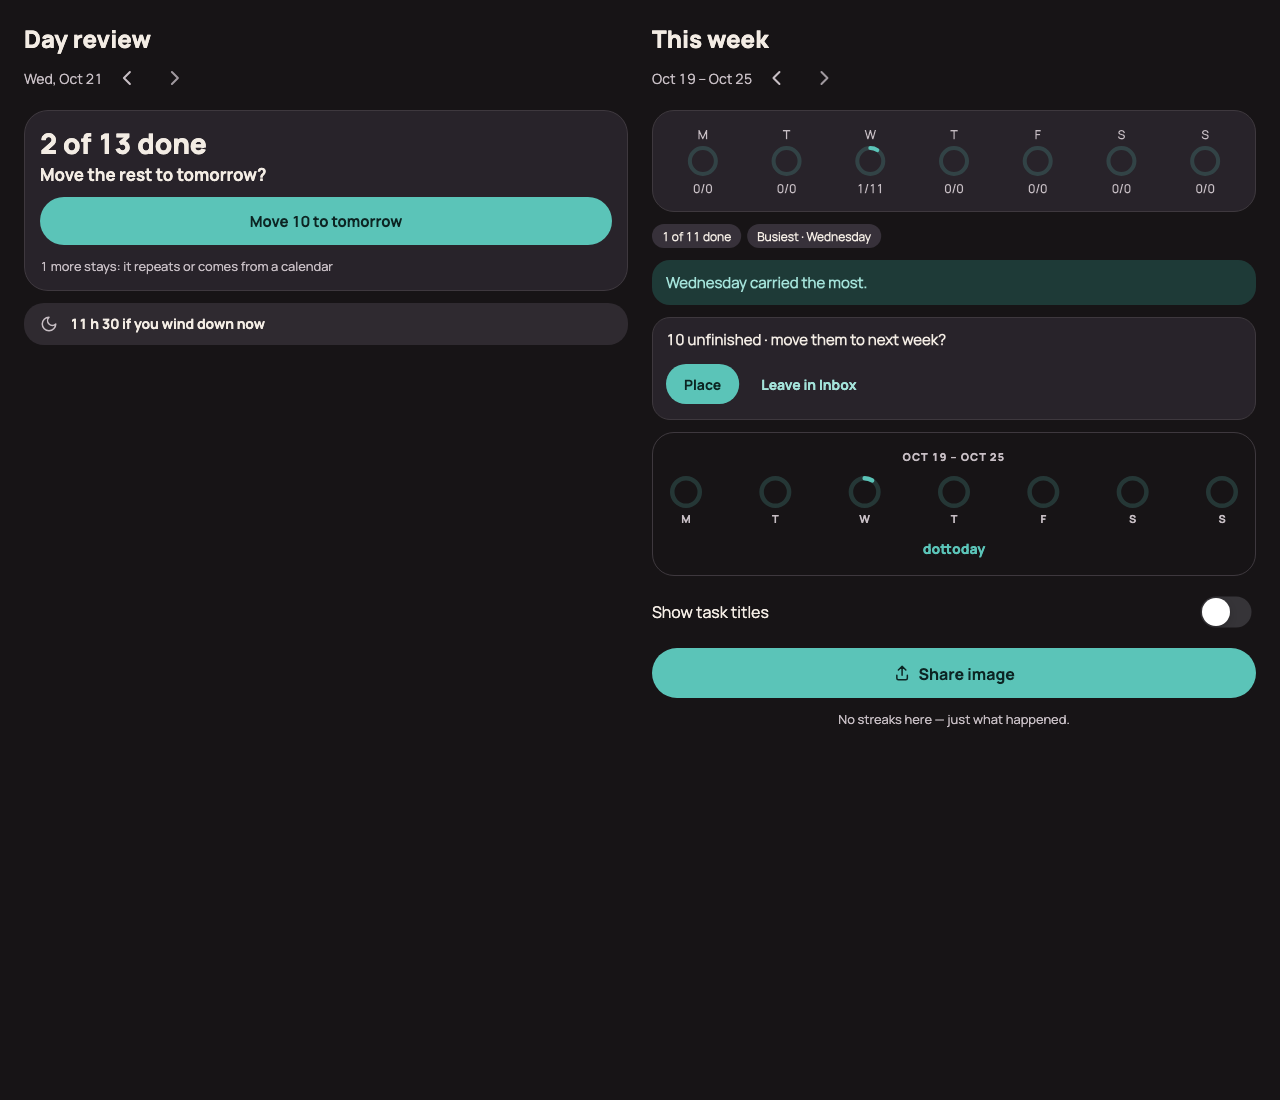 Day review
Wed, Oct 21
2 of 13 done
Move the rest to tomorrow?
Move 10 to tomorrow
1 more stays: it repeats or comes from a calendar
11 h 30 if you wind down now
This week
Oct 19 – Oct 25
M T W T F S S
0/0 0/0 1/11 0/0 0/0 0/0 0/0
1 of 11 done Busiest · Wednesday
Wednesday carried the most.
10 unfinished · move them to next week?
Place Leave in Inbox
OCT 19 – OCT 25
M T W T F S S
dottoday
Show task titles
Share image
No streaks here — just what happened.